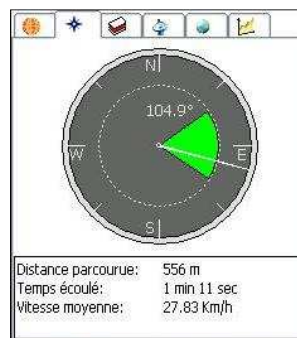 N
104.9°
W
E
S
Distance parcourue: 556 m
Temps écoulé: 1 min 11 sec
Vitesse moyenne: 27.83 Km/h